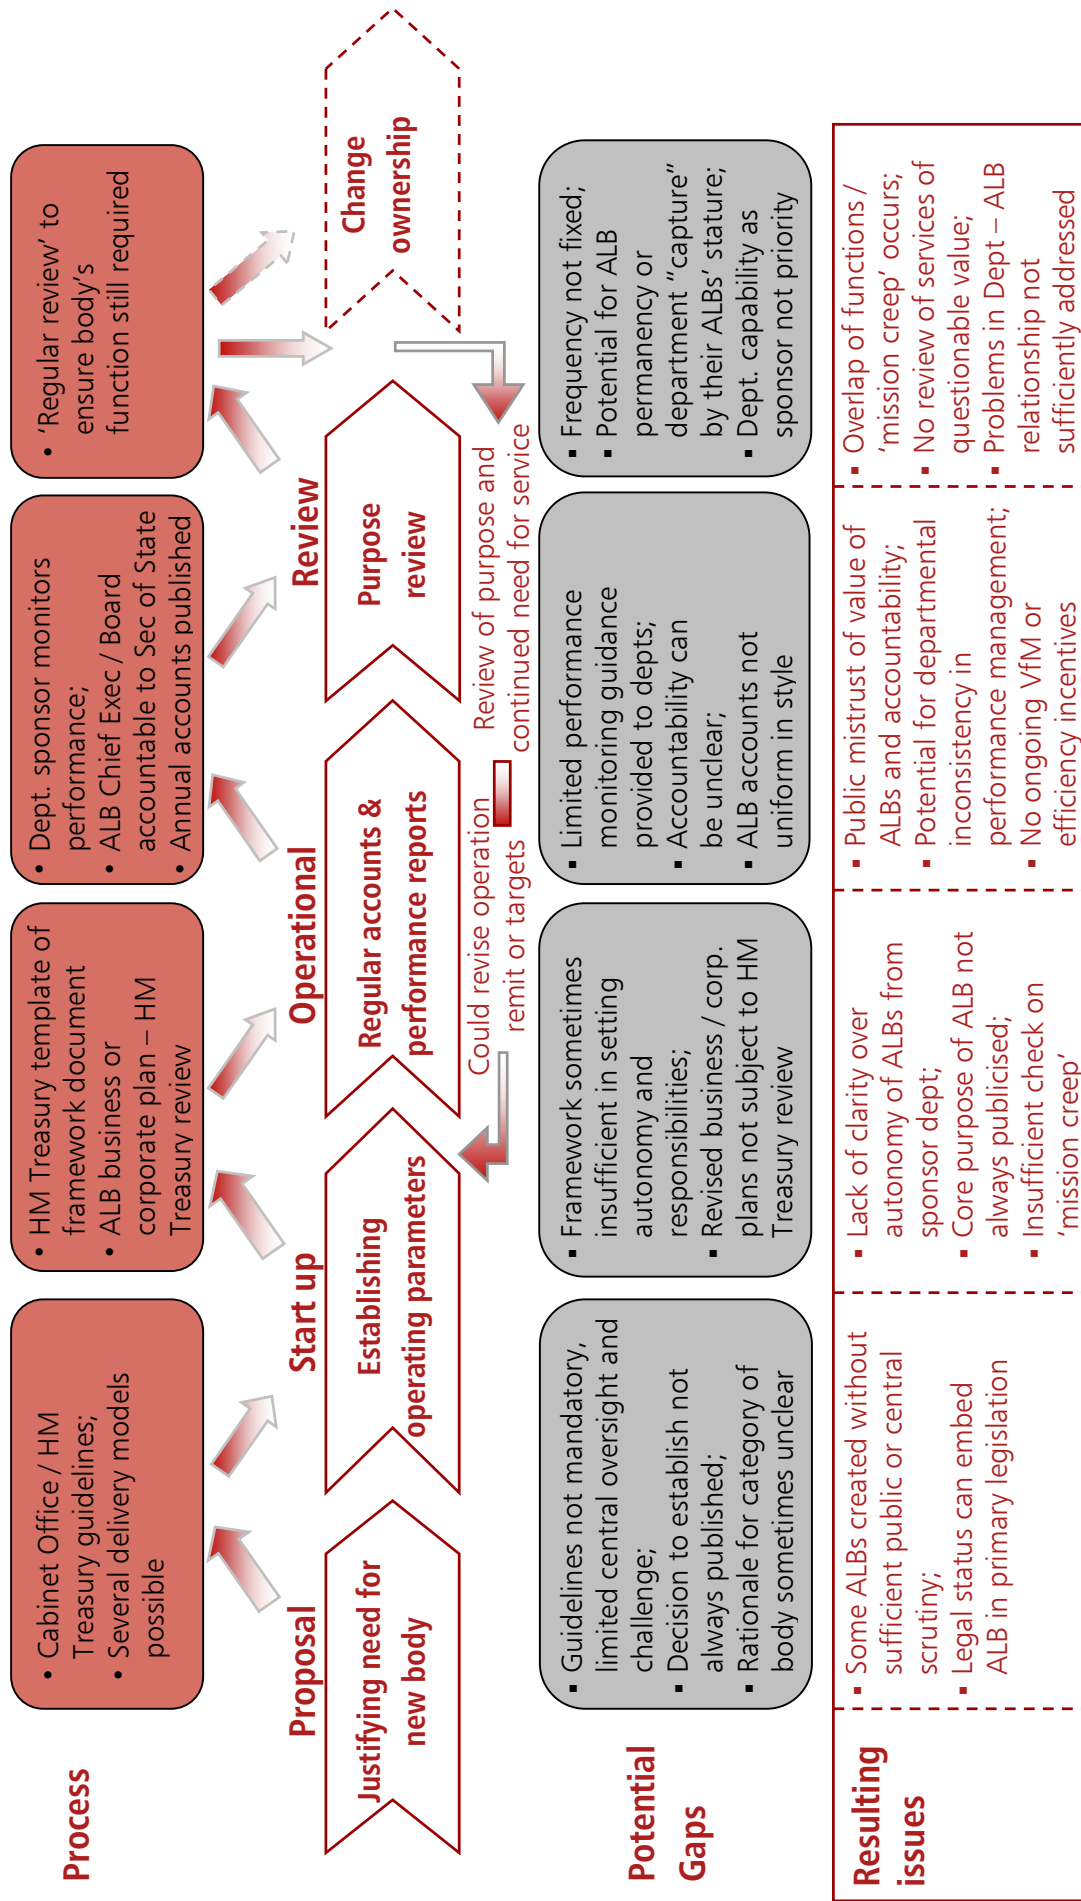 Process
• Cabinet Office / HM
Treasury guidelines;
• Several delivery models
possible
• HM Treasury template of
framework document
• ALB business or
corporate plan – HM
Treasury review
• Dept. sponsor monitors
performance;
• ALB Chief Exec / Board
accountable to Sec of State
• Annual accounts published
• ‘Regular review’ to
ensure body’s
function still required
Proposal
Start up
Operational
Review
Justifying need for
new body
Establishing
operating parameters
Regular accounts &
performance reports
Purpose
review
Change
ownership
Could revise operation
remit or targets
Review of purpose and
continued need for service
Potential
Gaps
▪ Guidelines not mandatory,
limited central oversight and
challenge;
▪ Decision to establish not
always published;
▪ Rationale for category of
body sometimes unclear
▪ Framework sometimes
insufficient in setting
autonomy and
responsibilities;
▪ Revised business / corp.
plans not subject to HM
Treasury review
▪ Limited performance
monitoring guidance
provided to depts;
▪ Accountability can
be unclear;
▪ ALB accounts not
uniform in style
▪ Frequency not fixed;
▪ Potential for ALB
permanency or
department “capture”
by their ALBs’ stature;
▪ Dept. capability as
sponsor not priority
Resulting
issues
▪ Some ALBs created without
sufficient public or central
scrutiny;
▪ Legal status can embed
ALB in primary legislation
▪ Lack of clarity over
autonomy of ALBs from
sponsor dept;
▪ Core purpose of ALB not
always publicised;
▪ Insufficient check on
‘mission creep’
▪ Public mistrust of value of
ALBs and accountability;
▪ Potential for departmental
inconsistency in
performance management;
▪ No ongoing VfM or
efficiency incentives
▪ Overlap of functions /
‘mission creep’ occurs;
▪ No review of services of
questionable value;
▪ Problems in Dept – ALB
relationship not
sufficiently addressed